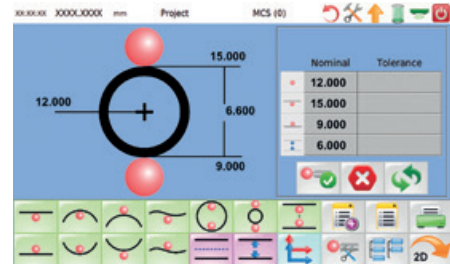 XX:XX:XX XXXX.XXXX mm Project MCS (0)
15.000
12.000
6.600
9.000
Nominal Tolerance
12.000
15.000
9.000
6.000
2D